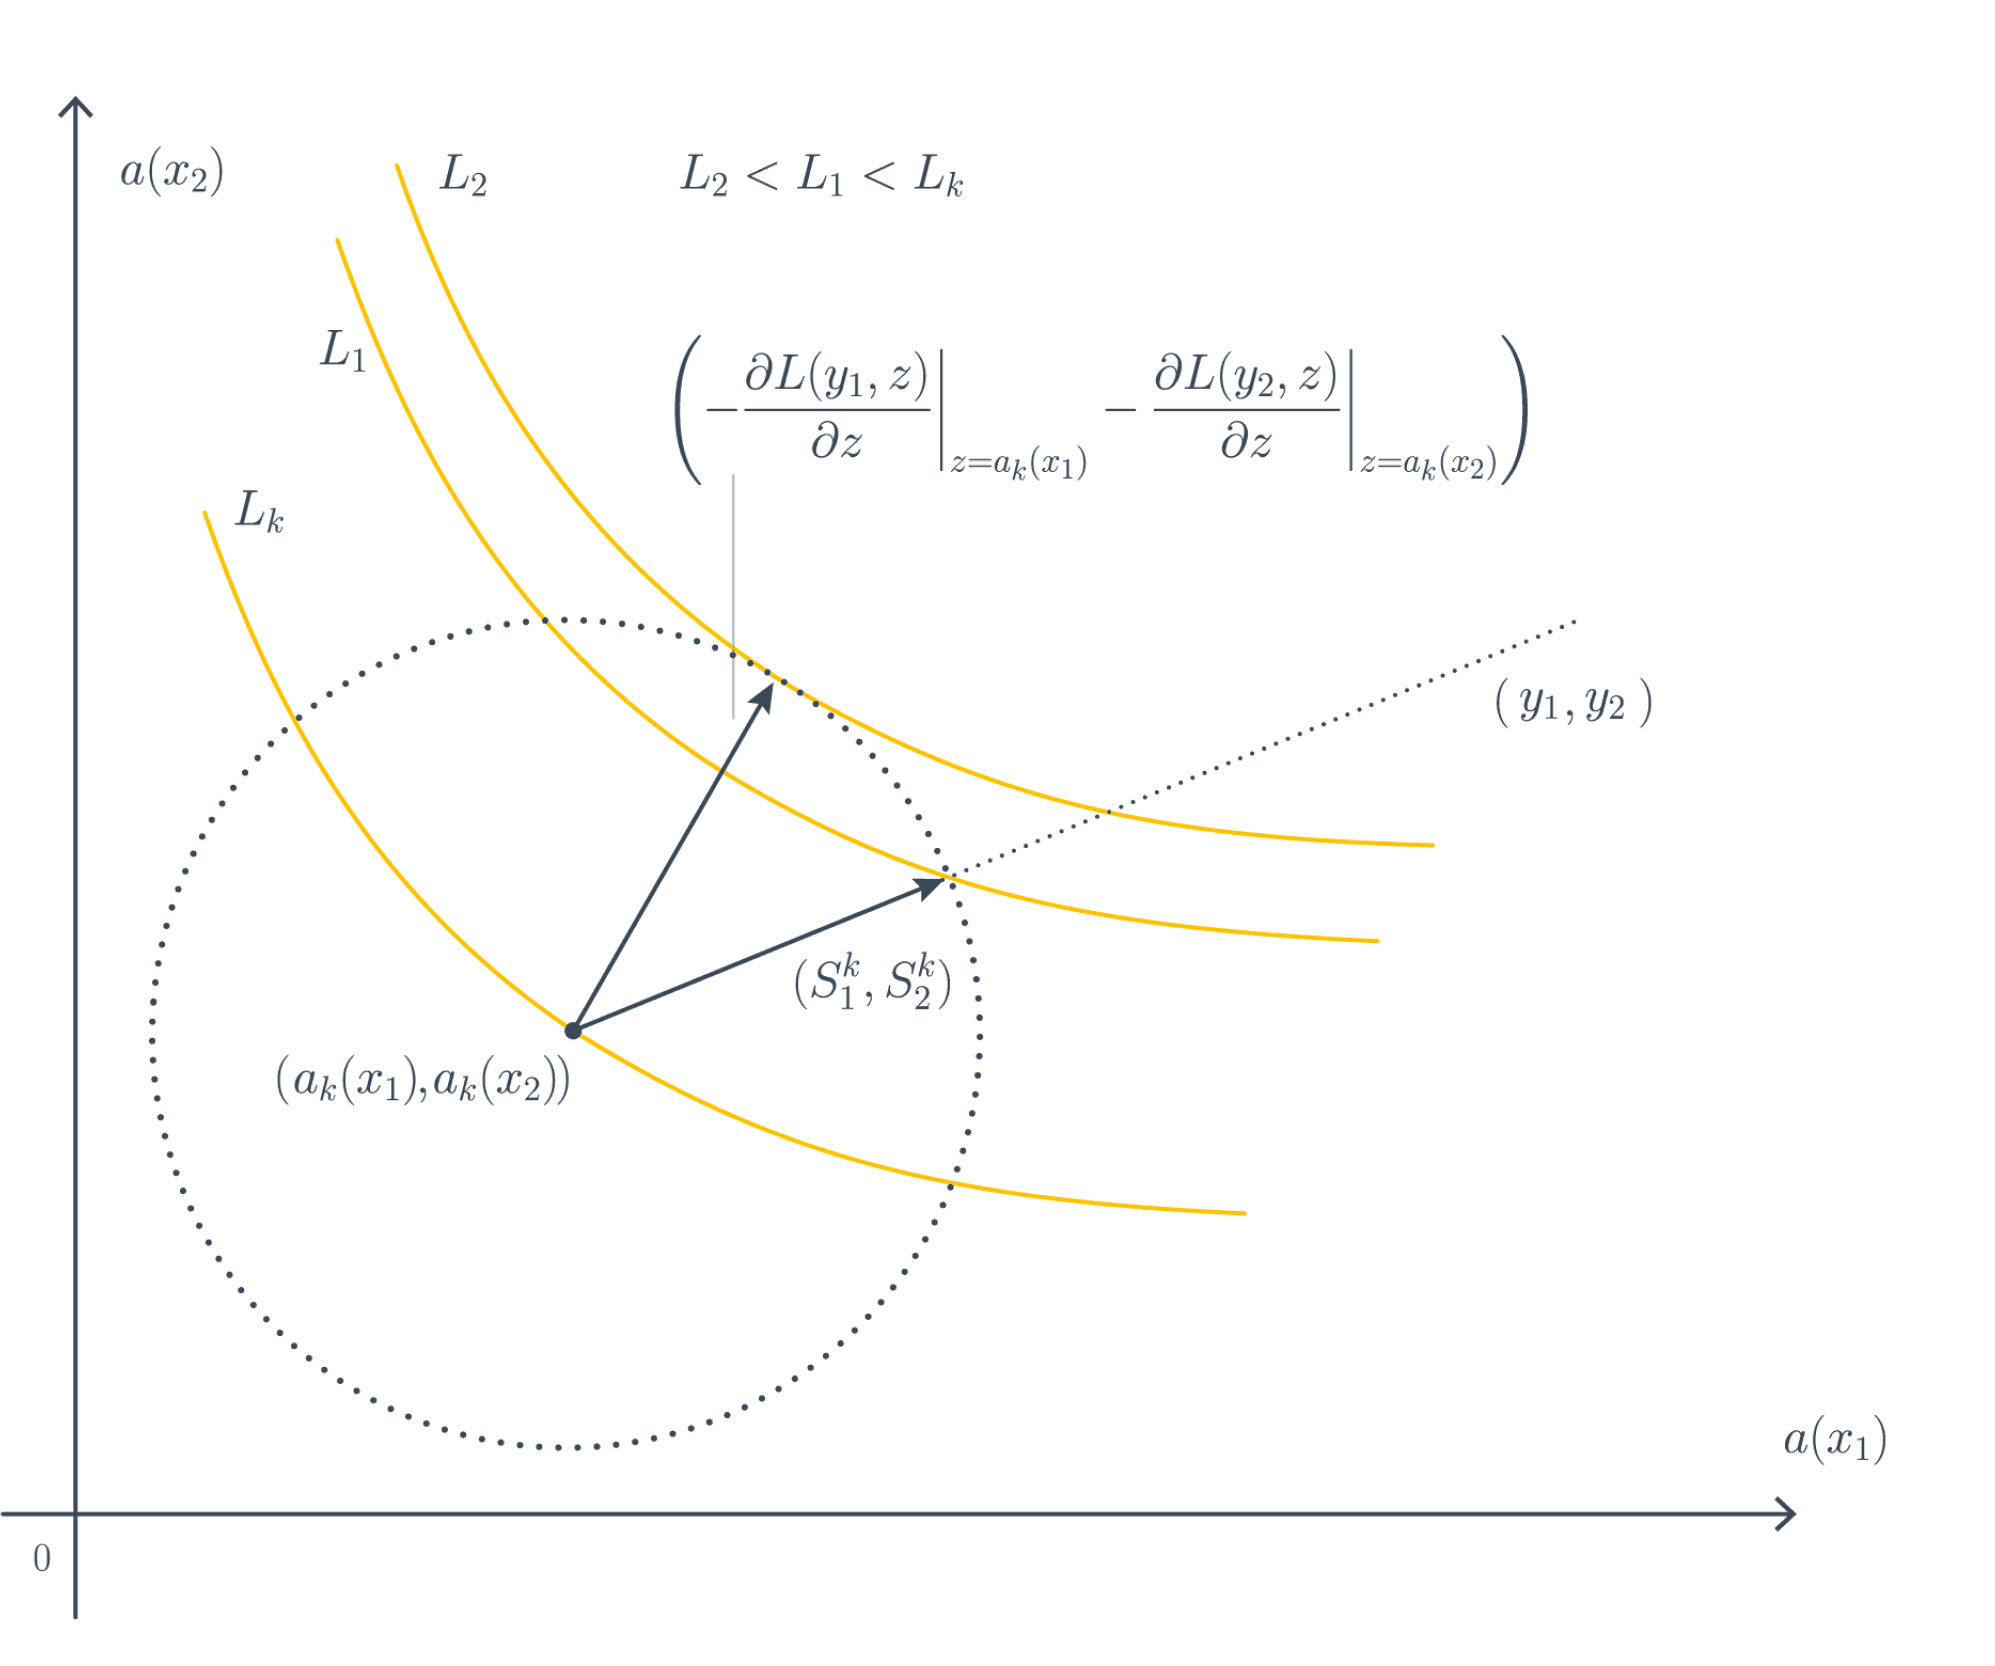 a(x₂)
L₂
L₂ < L₁ < Lₖ
L₁
(−∂L(y₁, z)/∂z|z=aₖ(x₁) − ∂L(y₂, z)/∂z|z=aₖ(x₂))
Lₖ
( y₁, y₂ )
(S₁ᵏ, S₂ᵏ)
(aₖ(x₁), aₖ(x₂))
a(x₁)
0